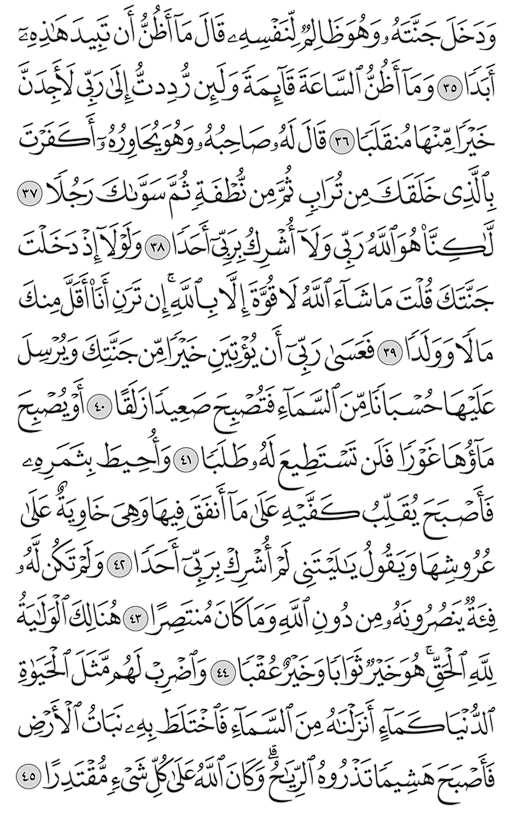 وَدَخَلَ جَنَّتَهُۥ وَهُوَ ظَالِمٌ لِّنَفْسِهِۦ قَالَ مَآ أَظُنُّ أَن تَبِيدَ هَٰذِهِۦٓ
أَبَدًا ٣٥ وَمَآ أَظُنُّ ٱلسَّاعَةَ قَآئِمَةً وَلَئِن رُّدِدتُّ إِلَىٰ رَبِّى لَأَجِدَنَّ
خَيْرًا مِّنْهَا مُنقَلَبًا ٣٦ قَالَ لَهُۥ صَاحِبُهُۥ وَهُوَ يُحَاوِرُهُۥٓ أَكَفَرْتَ
بِٱلَّذِى خَلَقَكَ مِن تُرَابٍ ثُمَّ مِن نُّطْفَةٍ ثُمَّ سَوَّىٰكَ رَجُلًا ٣٧
لَّٰكِنَّا۠ هُوَ ٱللَّهُ رَبِّى وَلَآ أُشْرِكُ بِرَبِّىٓ أَحَدًا ٣٨ وَلَوْلَآ إِذْ دَخَلْتَ
جَنَّتَكَ قُلْتَ مَا شَآءَ ٱللَّهُ لَا قُوَّةَ إِلَّا بِٱللَّهِ ۚ إِن تَرَنِ أَنَا۠ أَقَلَّ مِنكَ
مَالًا وَوَلَدًا ٣٩ فَعَسَىٰ رَبِّىٓ أَن يُؤْتِيَنِ خَيْرًا مِّن جَنَّتِكَ وَيُرْسِلَ
عَلَيْهَا حُسْبَانًا مِّنَ ٱلسَّمَآءِ فَتُصْبِحَ صَعِيدًا زَلَقًا ٤٠ أَوْ يُصْبِحَ
مَآؤُهَا غَوْرًا فَلَن تَسْتَطِيعَ لَهُۥ طَلَبًا ٤١ وَأُحِيطَ بِثَمَرِهِۦ
فَأَصْبَحَ يُقَلِّبُ كَفَّيْهِ عَلَىٰ مَآ أَنفَقَ فِيهَا وَهِىَ خَاوِيَةٌ عَلَىٰ
عُرُوشِهَا وَيَقُولُ يَٰلَيْتَنِى لَمْ أُشْرِكْ بِرَبِّىٓ أَحَدًا ٤٢ وَلَمْ تَكُن لَّهُۥ
فِئَةٌ يَنصُرُونَهُۥ مِن دُونِ ٱللَّهِ وَمَا كَانَ مُنتَصِرًا ٤٣ هُنَالِكَ ٱلْوَلَٰيَةُ
لِلَّهِ ٱلْحَقِّ ۚ هُوَ خَيْرٌ ثَوَابًا وَخَيْرٌ عُقْبًا ٤٤ وَٱضْرِبْ لَهُم مَّثَلَ ٱلْحَيَوٰةِ
ٱلدُّنْيَا كَمَآءٍ أَنزَلْنَٰهُ مِنَ ٱلسَّمَآءِ فَٱخْتَلَطَ بِهِۦ نَبَاتُ ٱلْأَرْضِ
فَأَصْبَحَ هَشِيمًا تَذْرُوهُ ٱلرِّيَٰحُ ۗ وَكَانَ ٱللَّهُ عَلَىٰ كُلِّ شَىْءٍ مُّقْتَدِرًا ٤٥